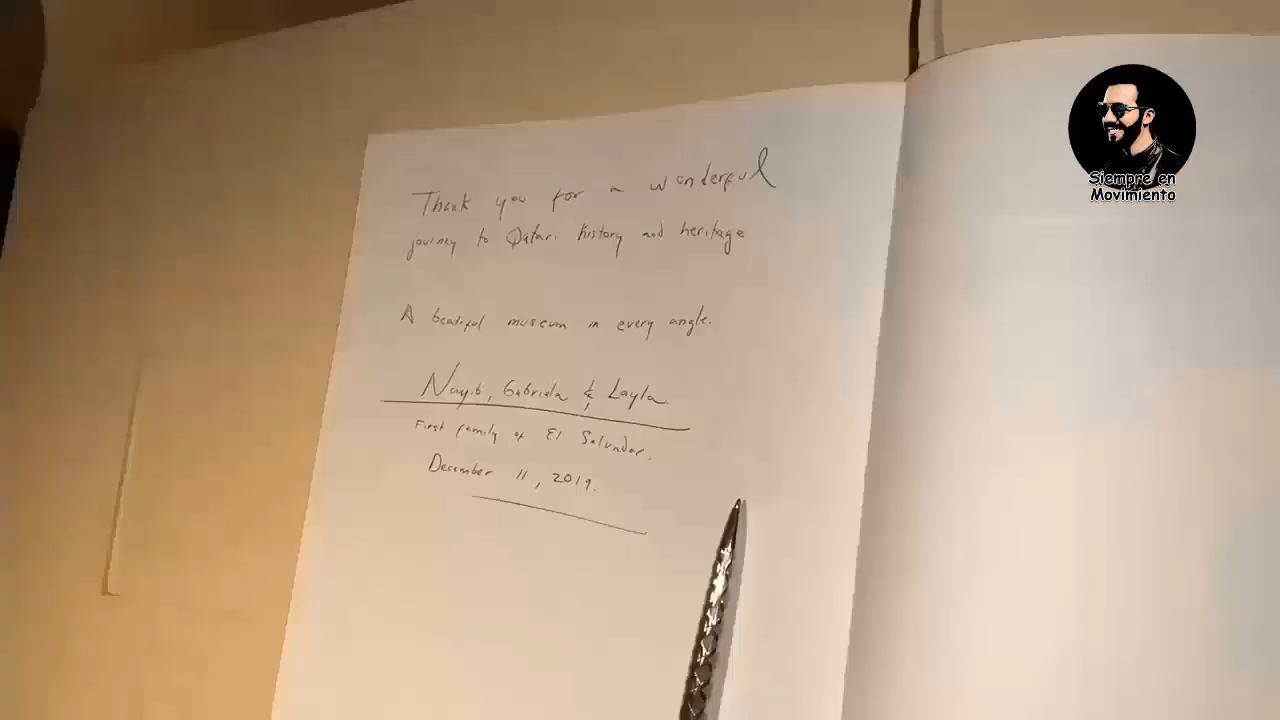 Thank you for a wonderful
journey to Qatari history and heritage
A beatiful museum in every angle.
Nayib, Gabriela & Layla.
First family of El Salvador.
December 11, 2019.
Siempre en
Movimiento